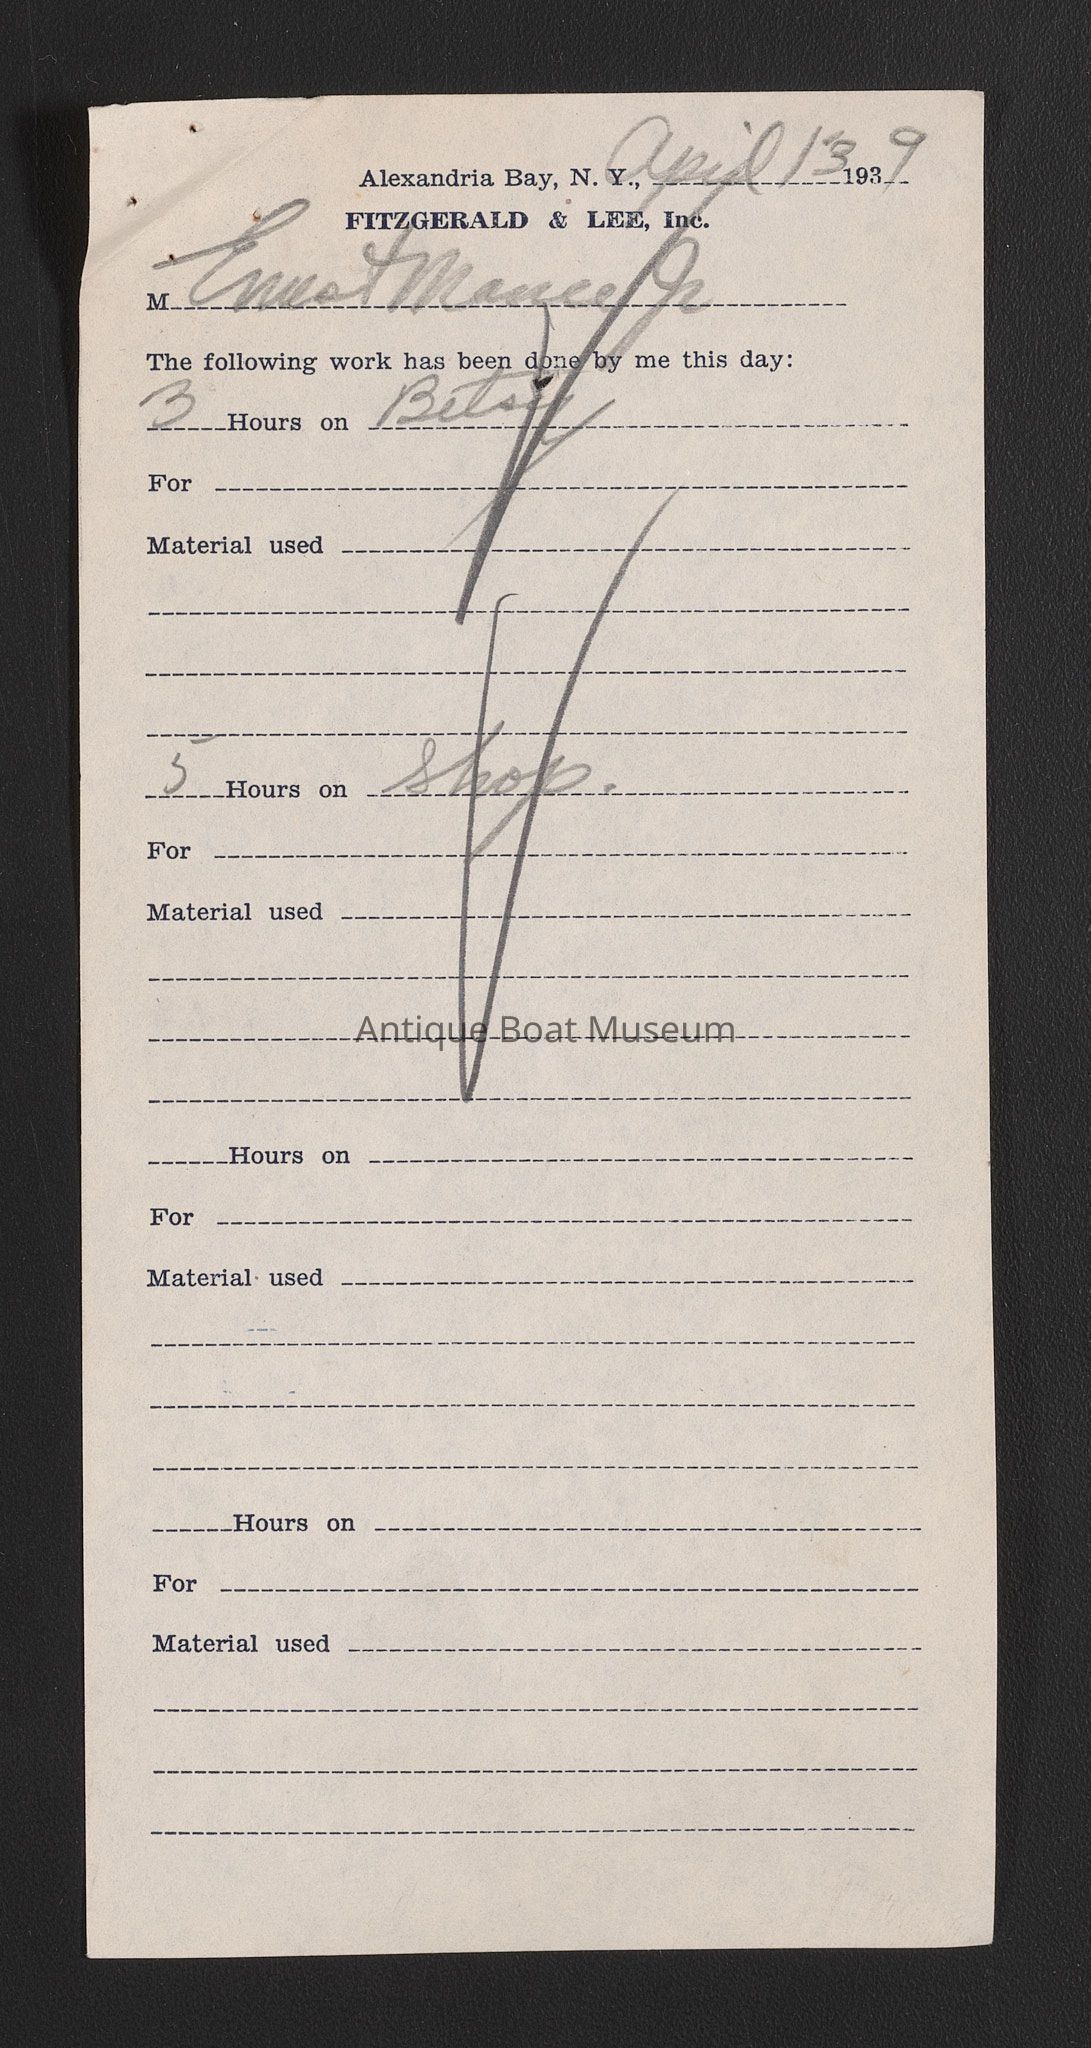 Alexandria Bay, N. Y., April 13 1939
FITZGERALD & LEE, Inc.
M Ernest Mance Jr
The following work has been done by me this day:
3 Hours on Betsy
For
Material used
5 Hours on Shop.
For
Material used
Antique Boat Museum
Hours on
For
Material used
Hours on
For
Material used